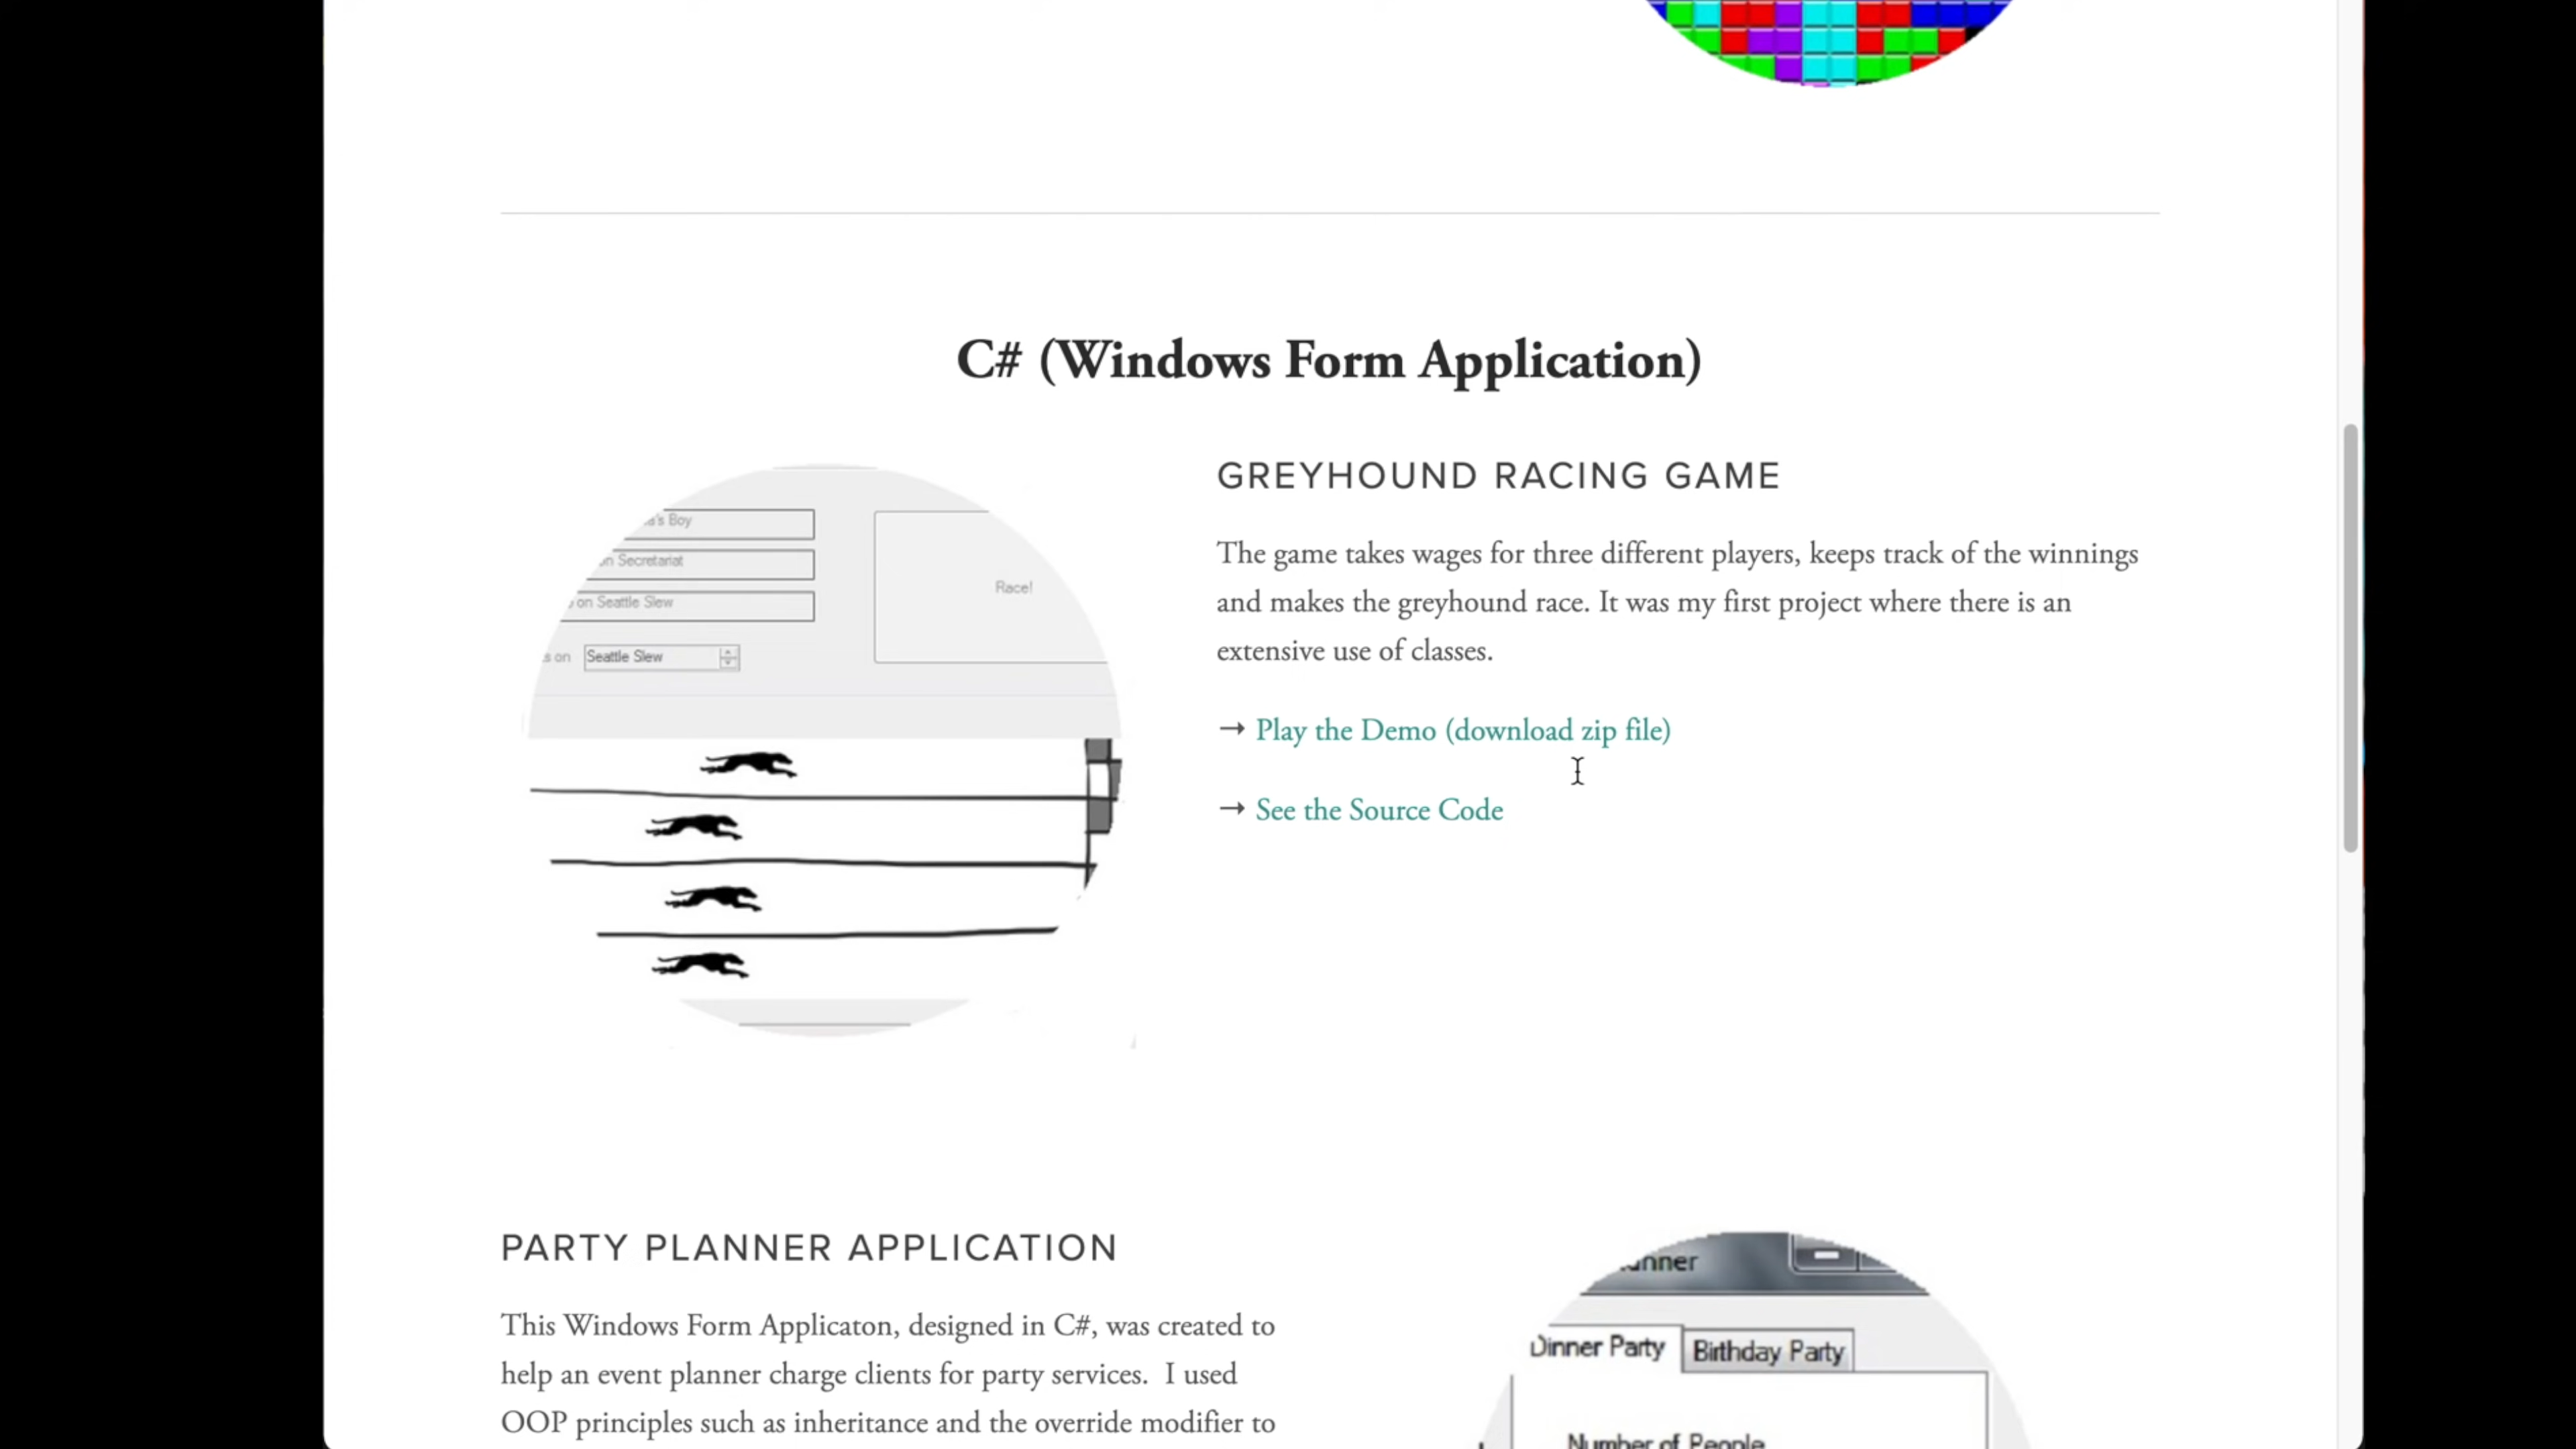 C# (Windows Form Application)
GREYHOUND RACING GAME
The game takes wages for three different players, keeps track of the winnings
and makes the greyhound race. It was my first project where there is an
extensive use of classes.
→ Play the Demo (download zip file)
→ See the Source Code
's Boy
on Secretariat
on Seattle Slew
on Seattle Slew
Race!
PARTY PLANNER APPLICATION
This Windows Form Applicaton, designed in C#, was created to
help an event planner charge clients for party services. I used
OOP principles such as inheritance and the override modifier to
Dinner Party Birthday Party
Number of People